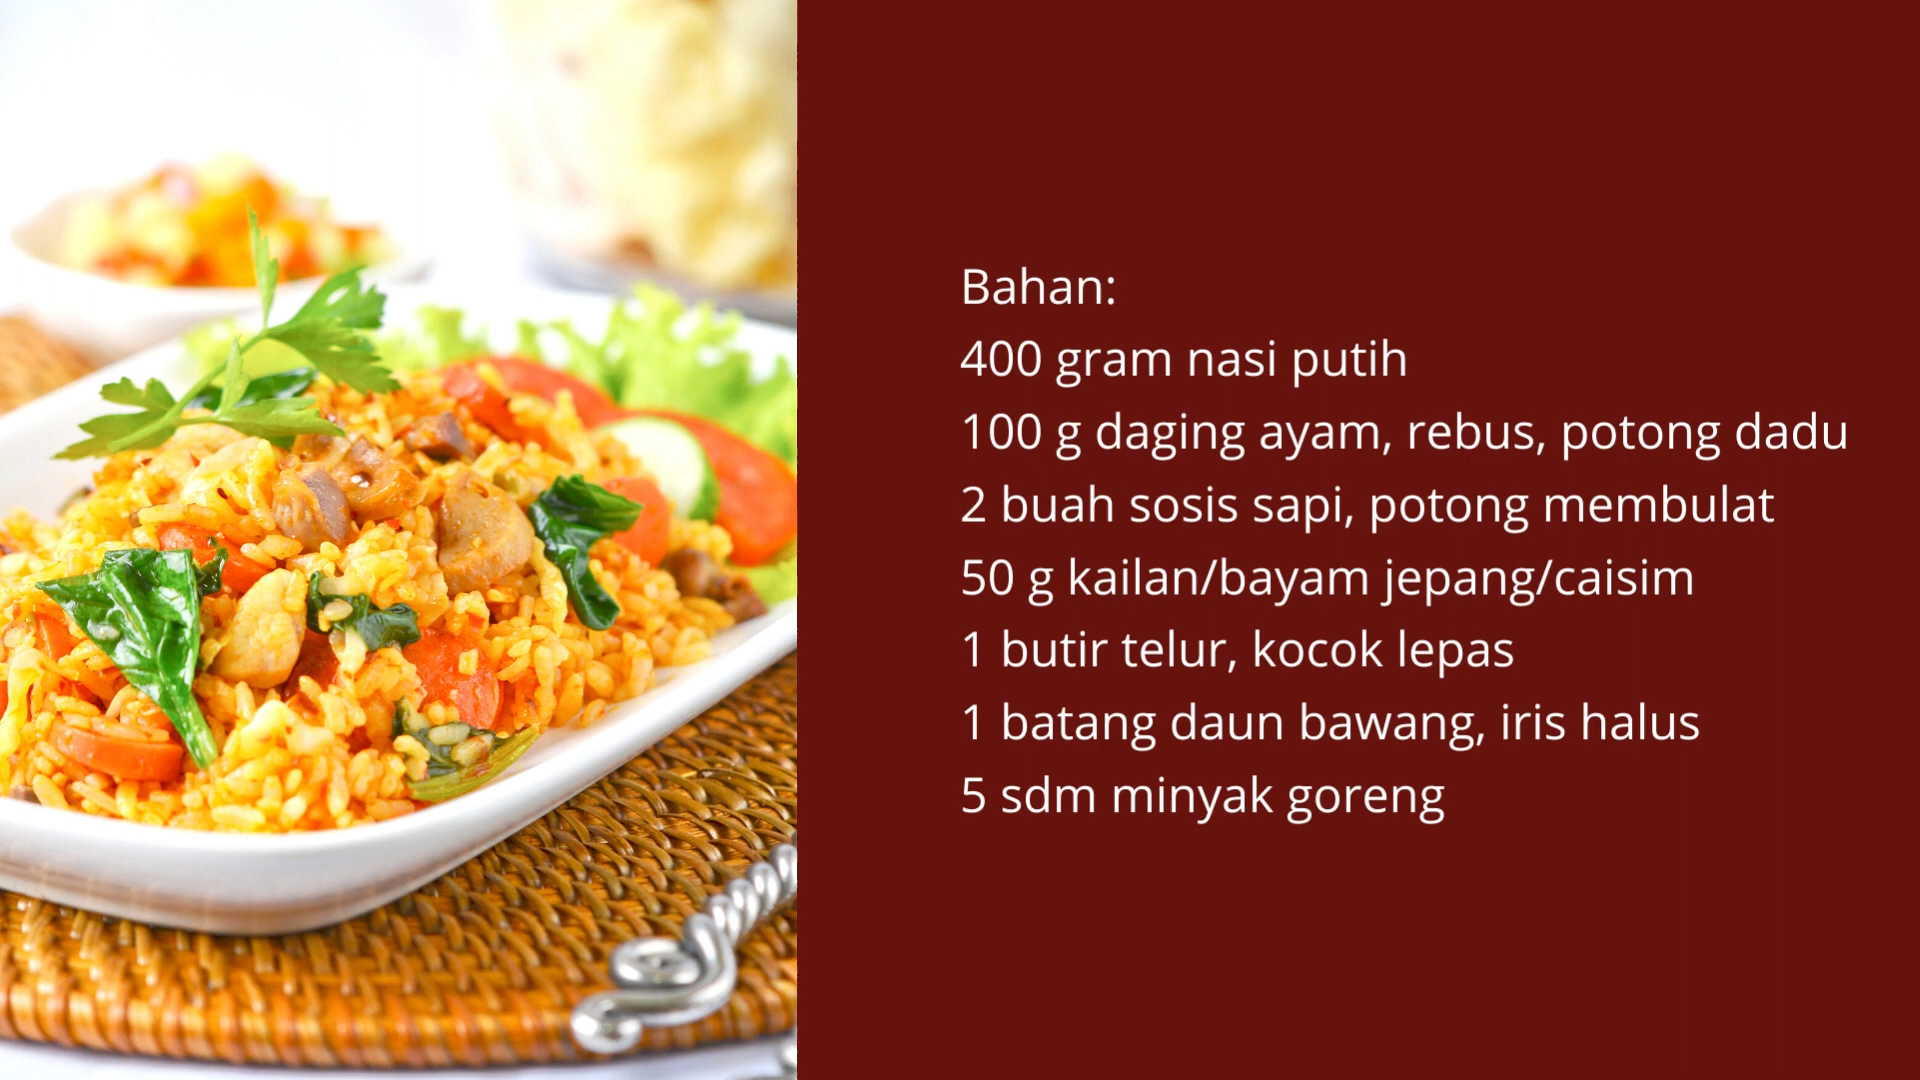 Bahan:
400 gram nasi putih
100 g daging ayam, rebus, potong dadu
2 buah sosis sapi, potong membulat
50 g kailan/bayam jepang/caisim
1 butir telur, kocok lepas
1 batang daun bawang, iris halus
5 sdm minyak goreng